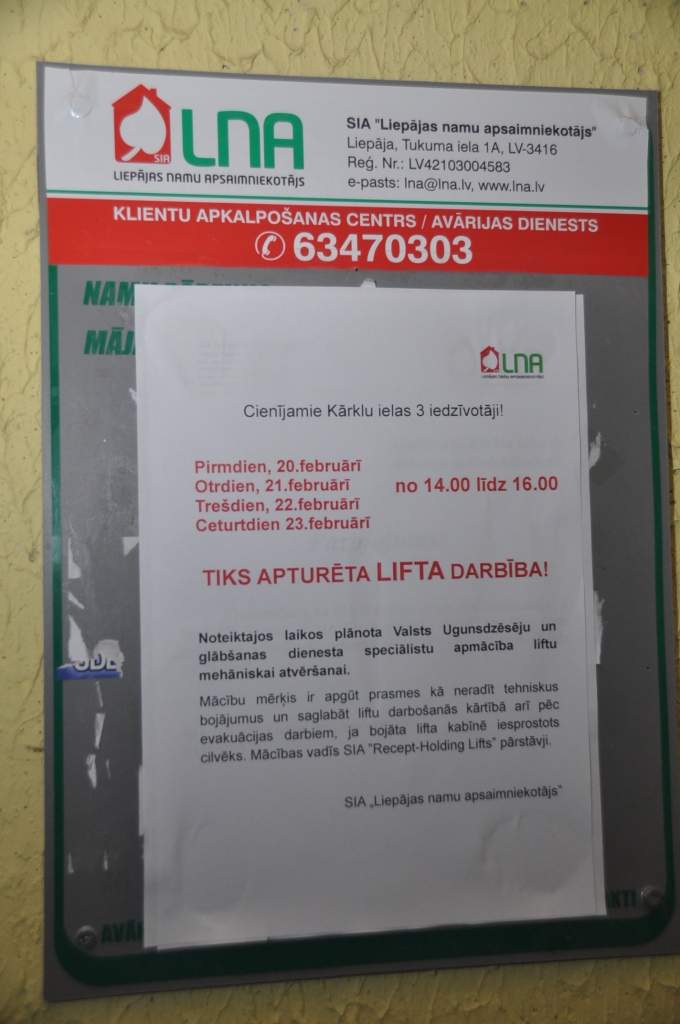 SIA
LNA
LIEPĀJAS NAMU APSAIMNIEKOTĀJS
SIA "Liepājas namu apsaimniekotājs"
Liepāja, Tukuma iela 1A, LV-3416
Reģ. Nr.: LV42103004583
e-pasts: lna@lna.lv, www.lna.lv
KLIENTU APKALPOŠANAS CENTRS / AVĀRIJAS DIENESTS
63470303
LNA
LIEPĀJAS NAMU APSAIMNIEKOTĀJS
Cienījamie Kārklu ielas 3 iedzīvotāji!
Pirmdien, 20.februārī
Otrdien, 21.februārī no 14.00 līdz 16.00
Trešdien, 22.februārī
Ceturtdien 23.februārī
TIKS APTURĒTA LIFTA DARBĪBA!
Noteiktajos laikos plānota Valsts Ugunsdzēsēju un
glābšanas dienesta speciālistu apmācība liftu
mehāniskai atvēršanai.
Mācību mērķis ir apgūt prasmes kā neradīt tehniskus
bojājumus un saglabāt liftu darbošanās kārtībā arī pēc
evakuācijas darbiem, ja bojāta lifta kabīnē iesprostots
cilvēks. Mācības vadīs SIA "Recept-Holding Lifts" pārstāvji.
SIA „Liepājas namu apsaimniekotājs"